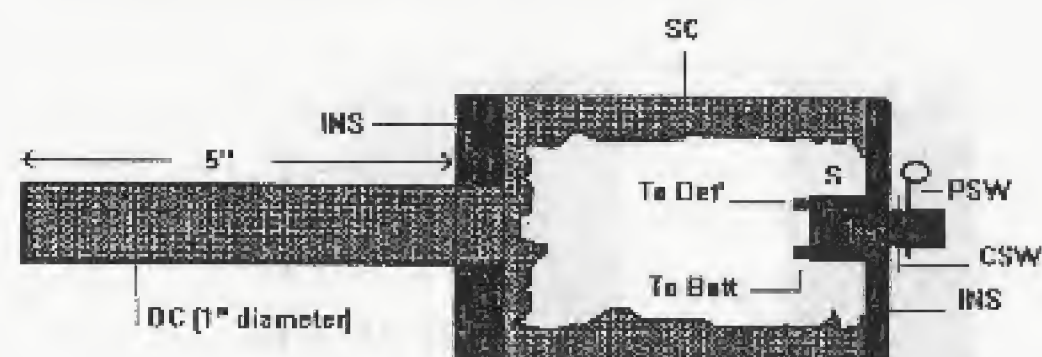 SC
INS
5"
S
To Det
PSW
CSW
To Batt
INS
DC (1" diameter)